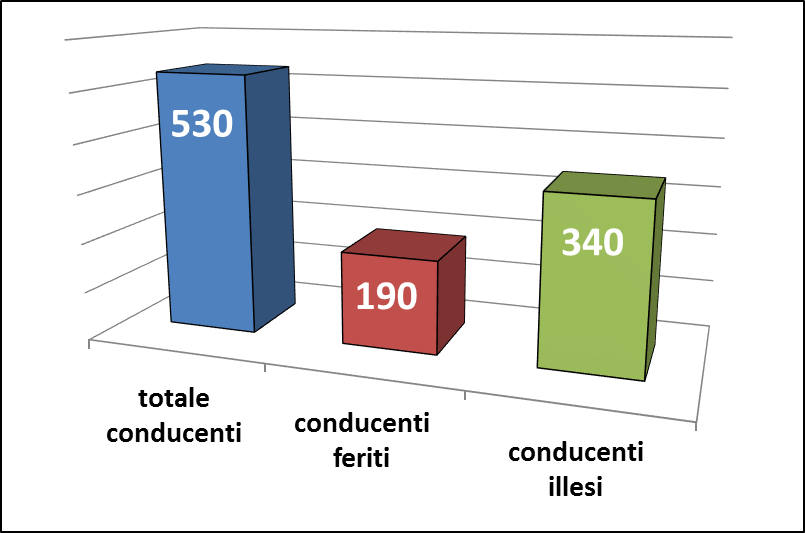 530
190
340
totale
conducenti
conducenti
feriti
conducenti
illesi